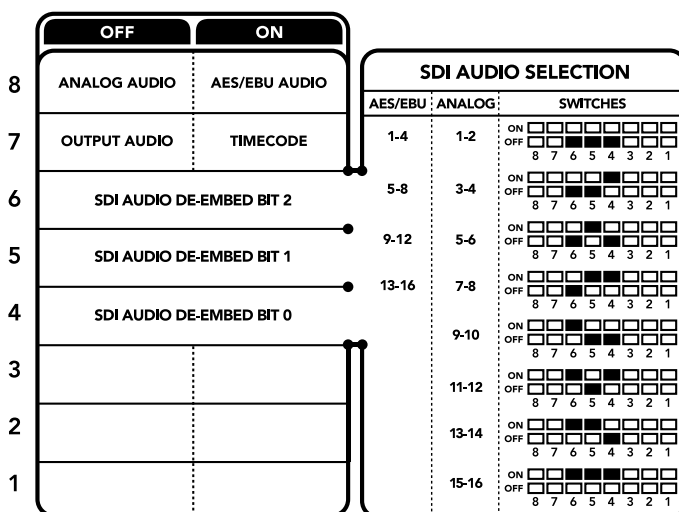 OFF ON
8 ANALOG AUDIO AES/EBU AUDIO
7 OUTPUT AUDIO TIMECODE
6 SDI AUDIO DE-EMBED BIT 2
5 SDI AUDIO DE-EMBED BIT 1
4 SDI AUDIO DE-EMBED BIT 0
3
2
1
SDI AUDIO SELECTION
AES/EBU ANALOG SWITCHES
1-4 1-2 ON
OFF
8 7 6 5 4 3 2 1
5-8 3-4 ON
OFF
8 7 6 5 4 3 2 1
9-12 5-6 ON
OFF
8 7 6 5 4 3 2 1
13-16 7-8 ON
OFF
8 7 6 5 4 3 2 1
9-10 ON
OFF
8 7 6 5 4 3 2 1
11-12 ON
OFF
8 7 6 5 4 3 2 1
13-14 ON
OFF
8 7 6 5 4 3 2 1
15-16 ON
OFF
8 7 6 5 4 3 2 1